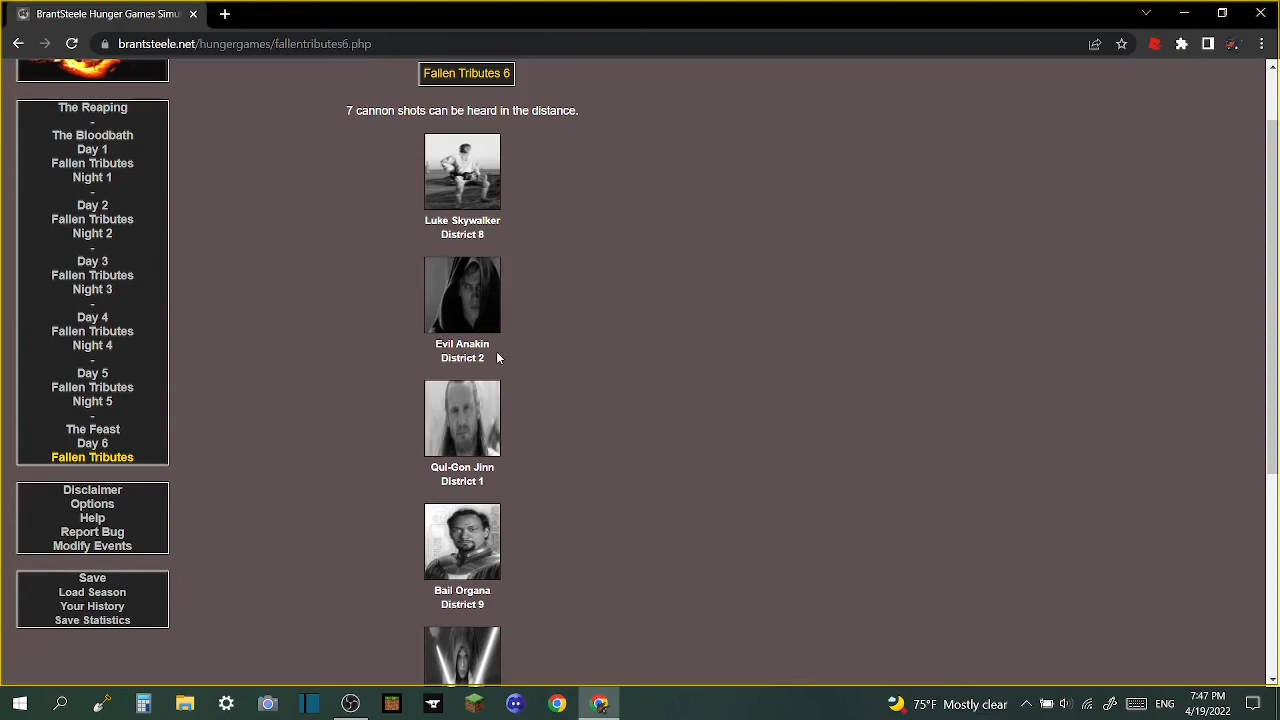 BrantSteele Hunger Games Simul
brantsteele.net/hungergames/fallentributes6.php
Fallen Tributes 6
7 cannon shots can be heard in the distance.
Luke Skywalker
District 8
Evil Anakin
District 2
Qui-Gon Jinn
District 1
Bail Organa
District 9
The Reaping
-
The Bloodbath
Day 1
Fallen Tributes
Night 1
-
Day 2
Fallen Tributes
Night 2
-
Day 3
Fallen Tributes
Night 3
-
Day 4
Fallen Tributes
Night 4
-
Day 5
Fallen Tributes
Night 5
-
The Feast
Day 6
Fallen Tributes
Disclaimer
Options
Help
Report Bug
Modify Events
Save
Load Season
Your History
Save Statistics
75°F Mostly clear
ENG
7:47 PM
4/19/2022